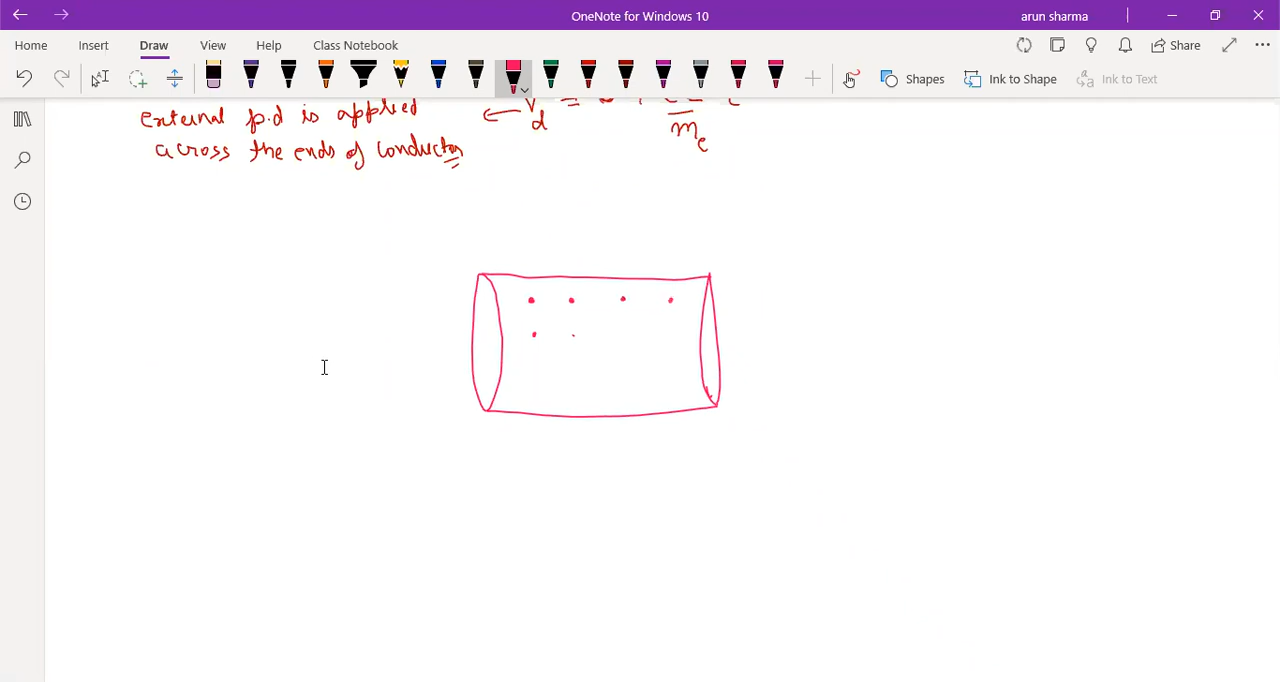 OneNote for Windows 10
arun sharma
Home Insert Draw View Help Class Notebook
Share
Shapes
Ink to Shape
Ink to Text
external p.d is applied
across the ends of conductor
d
m e